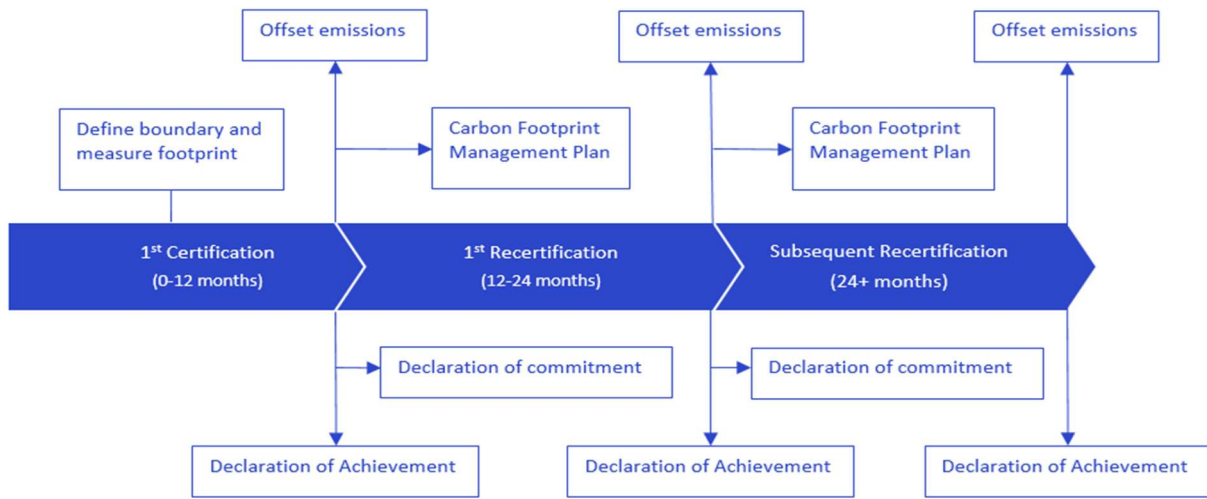 Offset emissions
Offset emissions
Offset emissions
Define boundary and
measure footprint
Carbon Footprint
Management Plan
Carbon Footprint
Management Plan
1st Certification
(0-12 months)
1st Recertification
(12-24 months)
Subsequent Recertification
(24+ months)
Declaration of commitment
Declaration of commitment
Declaration of Achievement
Declaration of Achievement
Declaration of Achievement